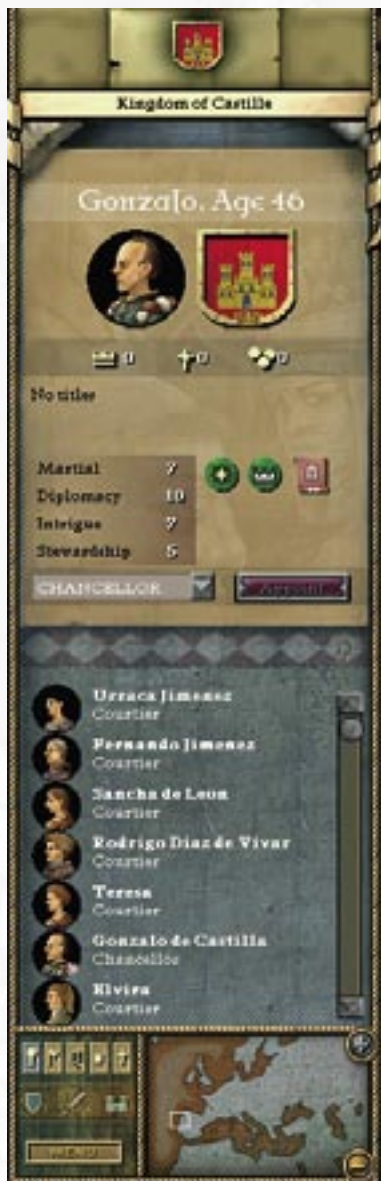 Kingdom of Castille
Gonzalo, Age 46
0 0 0
No titles
Martial 7
Diplomacy 10
Intrigue 7
Stewardship 5
CHANCELLOR
Urraca Jimenez
Courtier
Fernando Jimenez
Courtier
Sancha de Leon
Courtier
Rodrigo Diaz de Vivar
Courtier
Teresa
Courtier
Gonzalo de Castilla
Chancellor
Elvira
Courtier